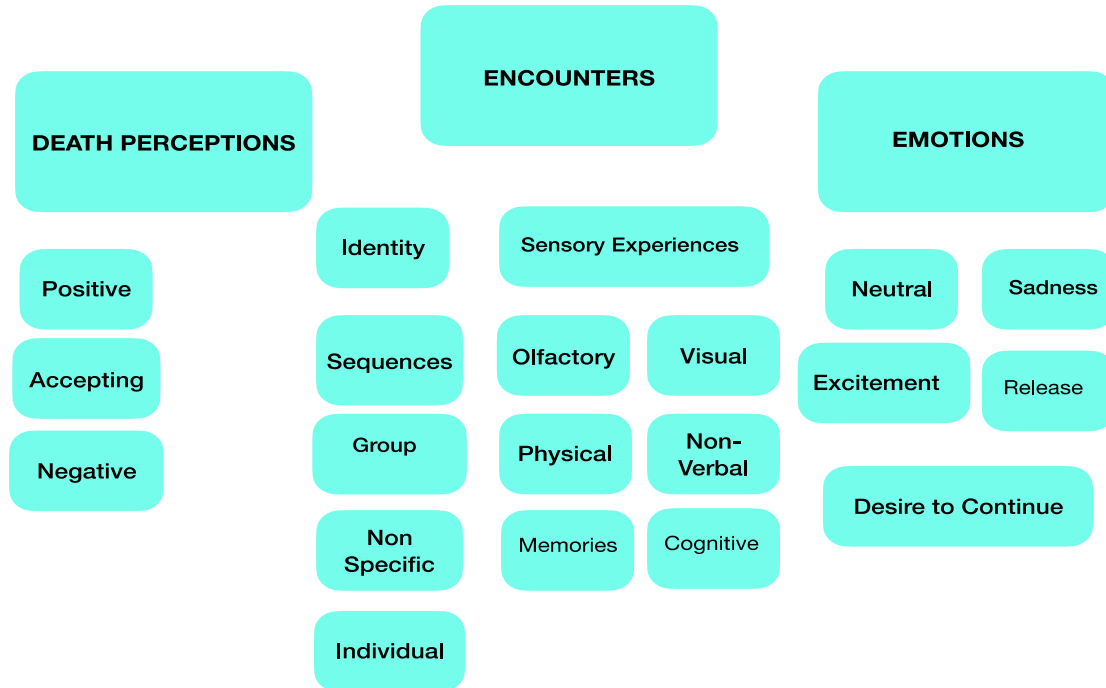 ENCOUNTERS
DEATH PERCEPTIONS
EMOTIONS
Identity
Sensory Experiences
Positive
Neutral
Sadness
Sequences
Olfactory
Visual
Accepting
Excitement
Release
Group
Physical
Non-
Verbal
Negative
Desire to Continue
Non
Specific
Memories
Cognitive
Individual